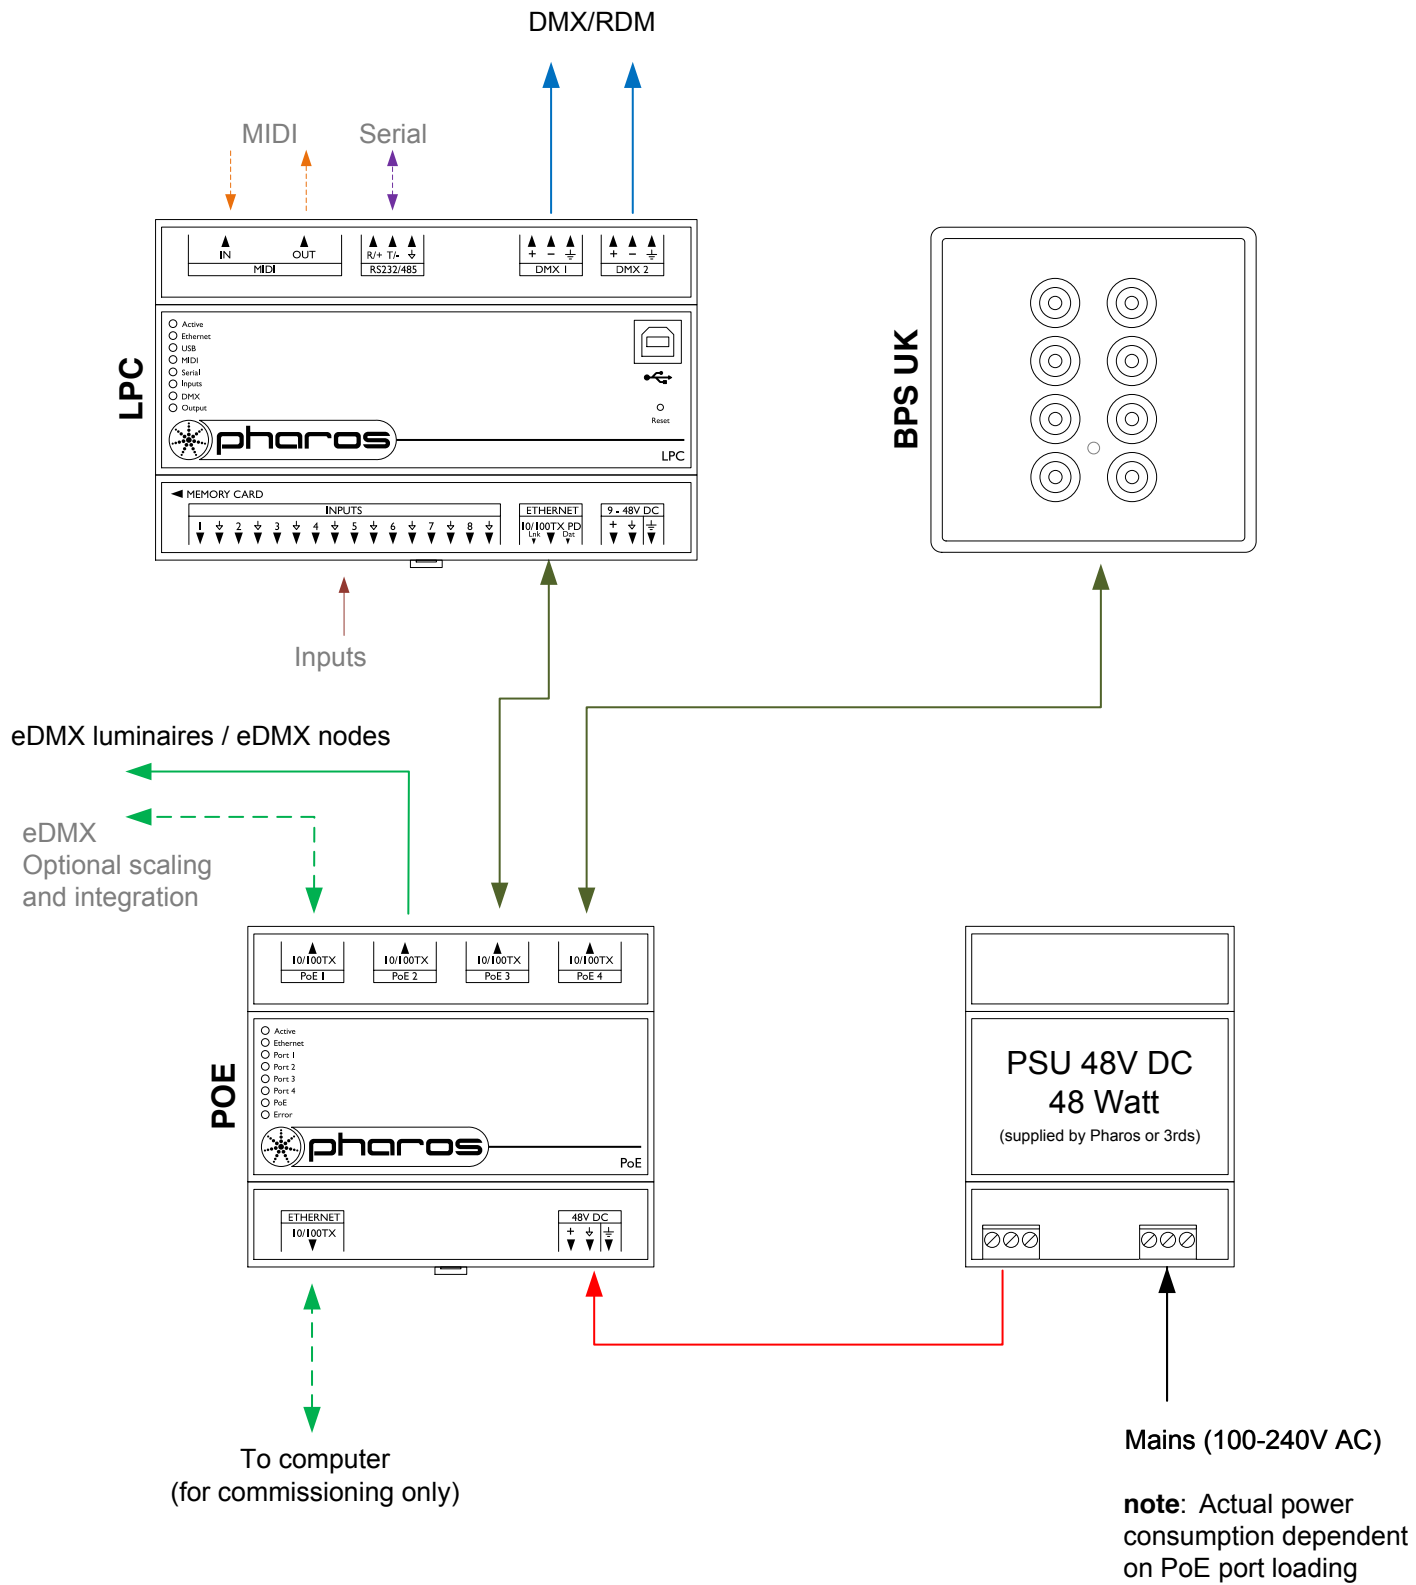 DMX/RDM
MIDI Serial
IN OUT
MIDI
R/+ T/-
RS232/485
+ −
DMX 1
+ −
DMX 2
LPC
Active
Ethernet
USB
MIDI
Serial
Inputs
DMX
Output
Reset
pharos
LPC
MEMORY CARD
INPUTS
1 2 3 4 5 6 7 8
ETHERNET
10/100TX PD
Lnk Dat
9 - 48V DC
+
BPS UK
Inputs
eDMX luminaires / eDMX nodes
eDMX
Optional scaling
and integration
10/100TX
PoE 1
10/100TX
PoE 2
10/100TX
PoE 3
10/100TX
PoE 4
POE
Active
Ethernet
Port 1
Port 2
Port 3
Port 4
PoE
Error
pharos
PoE
ETHERNET
10/100TX
48V DC
+
PSU 48V DC
48 Watt
(supplied by Pharos or 3rds)
To computer
(for commissioning only)
Mains (100-240V AC)
note: Actual power
consumption dependent
on PoE port loading